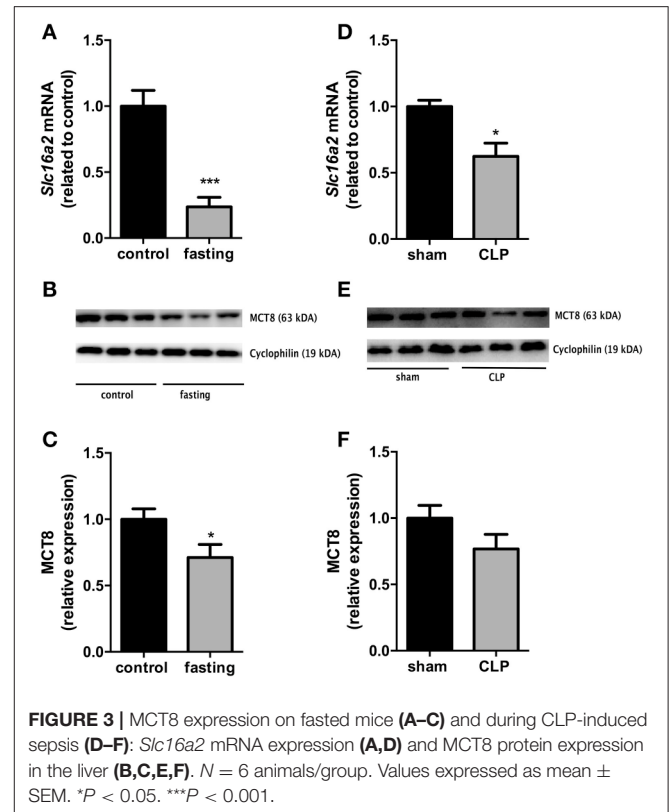 A
Slc16a2 mRNA
(related to control)
1.5
1.0
0.5
0.0
***
control fasting
D
Slc16a2 mRNA
(related to control)
1.5
1.0
0.5
0.0
*
sham CLP
B
MCT8 (63 kDA)
Cyclophilin (19 kDA)
control fasting
E
MCT8 (63 kDA)
Cyclophilin (19 kDA)
sham CLP
C
MCT8
(relative expression)
1.5
1.0
0.5
0.0
*
control fasting
F
MCT8
(relative expression)
1.5
1.0
0.5
0.0
sham CLP
FIGURE 3 | MCT8 expression on fasted mice (A–C) and during CLP-induced
sepsis (D–F): Slc16a2 mRNA expression (A,D) and MCT8 protein expression
in the liver (B,C,E,F). N = 6 animals/group. Values expressed as mean ±
SEM. *P < 0.05. ***P < 0.001.